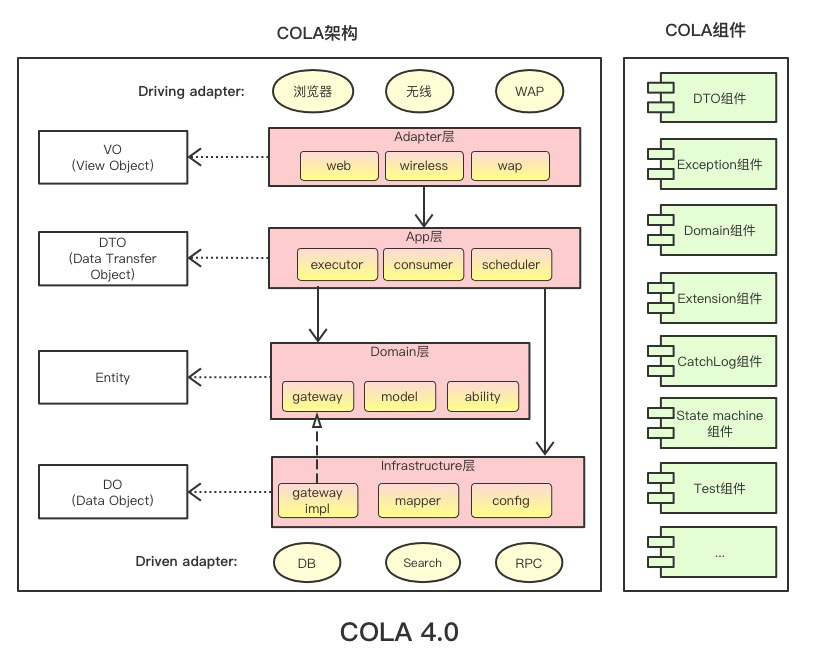 COLA架构
COLA组件
Driving adapter:
浏览器
无线
WAP
VO
(View Object)
Adapter层
web
wireless
wap
DTO
(Data Transfer
Object)
App层
executor
consumer
scheduler
Entity
Domain层
gateway
model
ability
DO
(Data Object)
Infrastructure层
gateway
impl
mapper
config
Driven adapter:
DB
Search
RPC
DTO组件
Exception组件
Domain组件
Extension组件
CatchLog组件
State machine
组件
Test组件
...
COLA 4.0